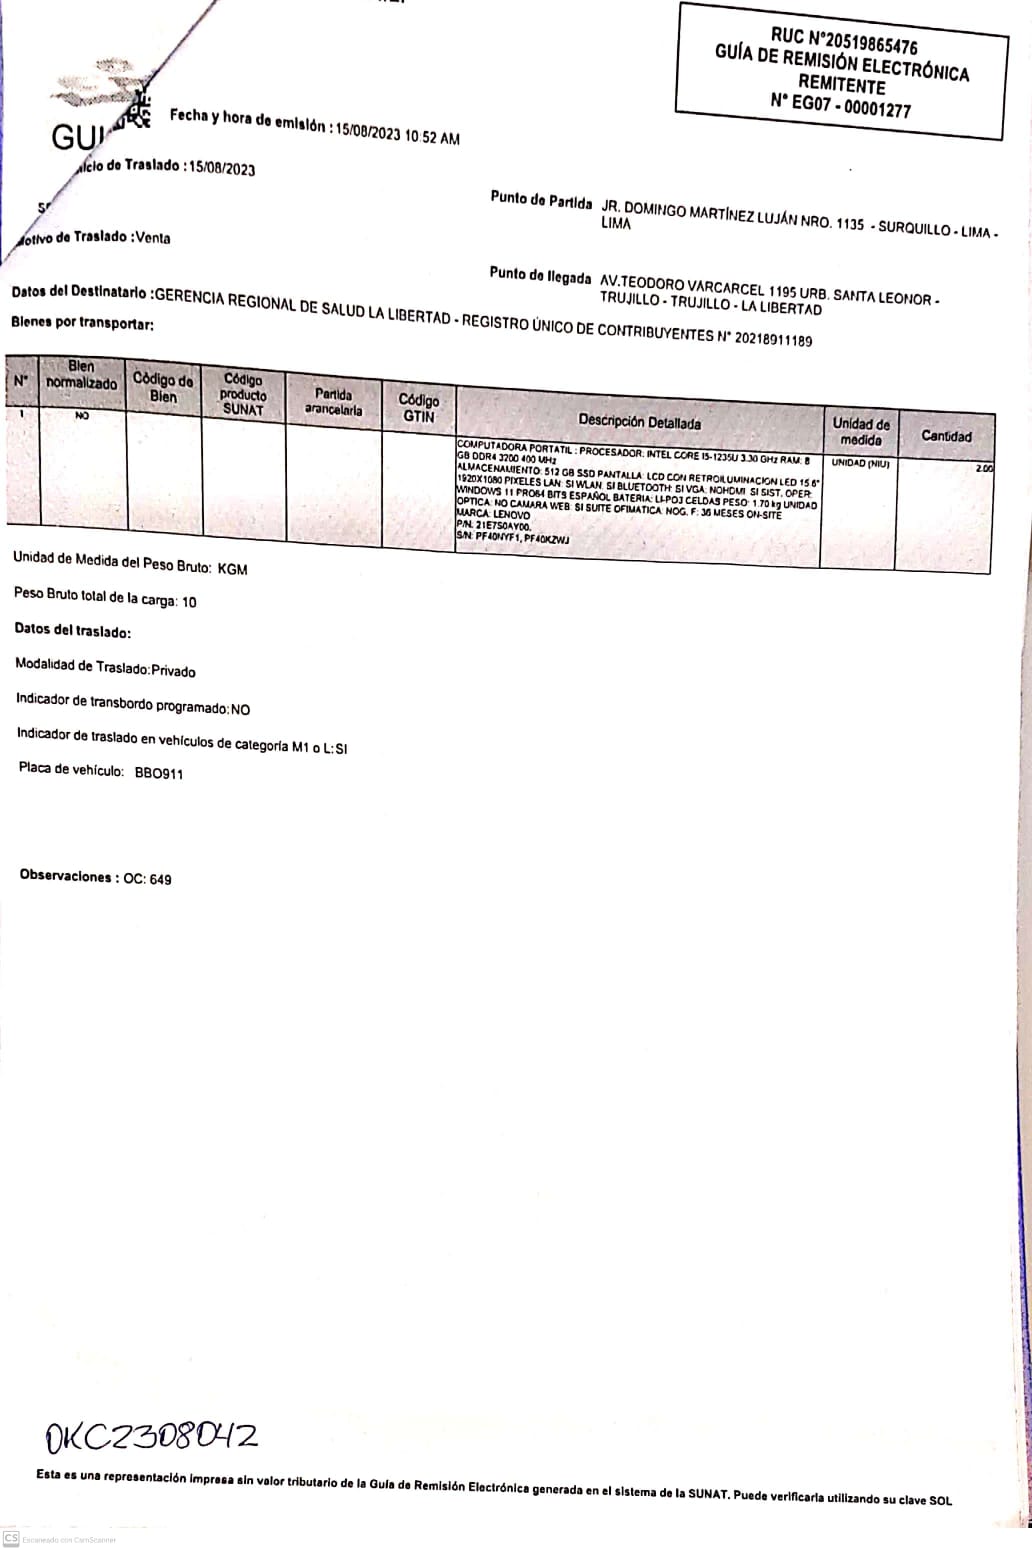 RUC N°20519865476
GUÍA DE REMISIÓN ELECTRÓNICA
REMITENTE
N° EG07 - 00001277
GUI
Fecha y hora de emisión : 15/08/2023 10:52 AM
icio de Traslado : 15/08/2023
Punto de Partida JR. DOMINGO MARTÍNEZ LUJÁN NRO. 1135 - SURQUILLO - LIMA -
LIMA
otivo de Traslado :Venta
Punto de llegada AV.TEODORO VARCARCEL 1195 URB. SANTA LEONOR -
TRUJILLO - TRUJILLO - LA LIBERTAD
Datos del Destinatario :GERENCIA REGIONAL DE SALUD LA LIBERTAD - REGISTRO ÚNICO DE CONTRIBUYENTES N° 20218911189
Bienes por transportar:
N° Bien normalizado Código de Bien Código producto SUNAT Partida arancelaria Código GTIN Descripción Detallada Unidad de medida Cantidad
1 NO UNIDAD (NIU) 2.00
COMPUTADORA PORTATIL : PROCESADOR: INTEL CORE I5-1235U 3.30 GHz RAM: 8
GB DDR4 3200 400 MHz
ALMACENAMIENTO: 512 GB SSD PANTALLA: LCD CON RETROILUMINACION LED 15.6"
1920X1080 PIXELES LAN: SI WLAN: SI BLUETOOTH: SI VGA: NOHDMI: SI SIST. OPER:
WINDOWS 11 PRO64 BITS ESPAÑOL BATERIA: LI-PO3 CELDAS PESO: 1.70 kg UNIDAD
OPTICA: NO CAMARA WEB: SI SUITE OFIMATICA: NOG. F: 36 MESES ON-SITE
MARCA: LENOVO
P/N: 21E7S0AY00,
S/N: PF40NYF1, PF40KZWJ
Unidad de Medida del Peso Bruto: KGM
Peso Bruto total de la carga: 10
Datos del traslado:
Modalidad de Traslado:Privado
Indicador de transbordo programado:NO
Indicador de traslado en vehículos de categoría M1 o L:SI
Placa de vehículo: BBO911
Observaciones : OC: 649
OKC2308042
Esta es una representación impresa sin valor tributario de la Guía de Remisión Electrónica generada en el sistema de la SUNAT. Puede verificarla utilizando su clave SOL
CS Escaneado con CamScanner